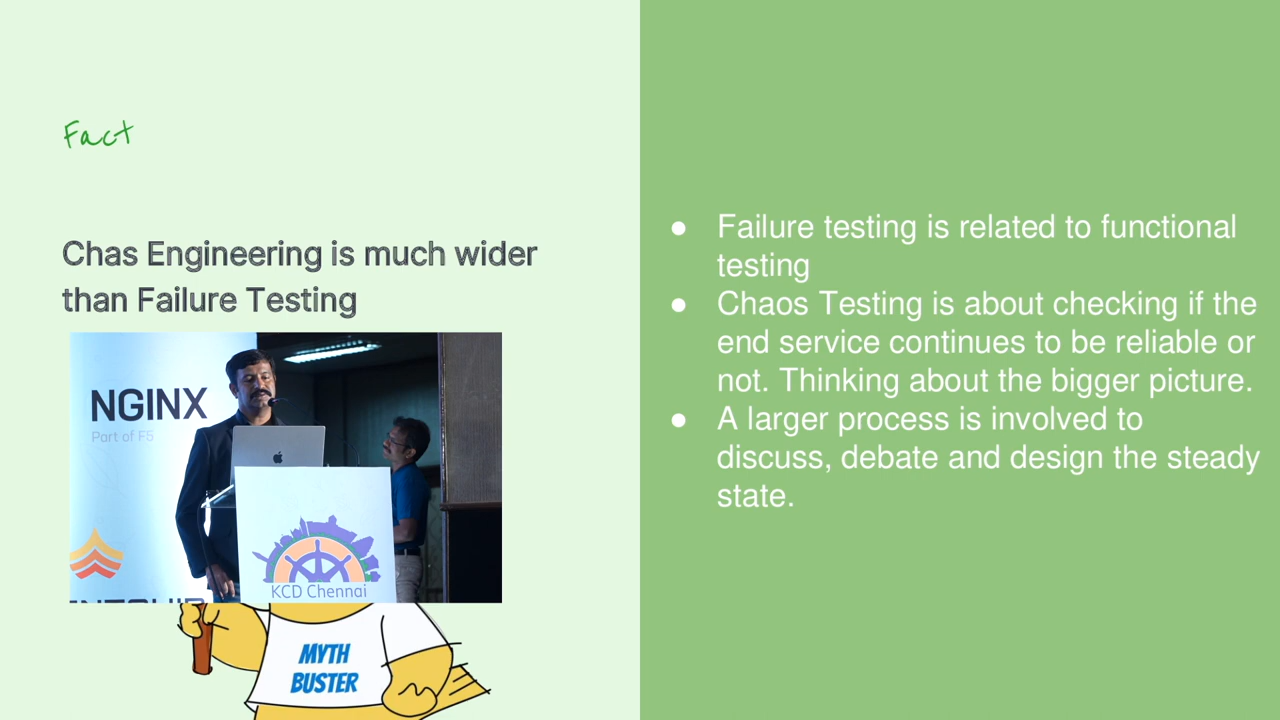 Fact
Chas Engineering is much wider
than Failure Testing
NGINX
Part of F5
KCD Chennai
MYTH
BUSTER
● Failure testing is related to functional
testing
● Chaos Testing is about checking if the
end service continues to be reliable or
not. Thinking about the bigger picture.
● A larger process is involved to
discuss, debate and design the steady
state.